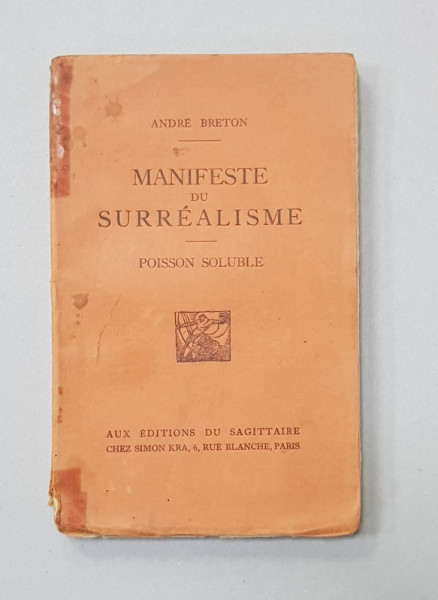 ANDRÉ BRETON
MANIFESTE
DU
SURRÉALISME
POISSON SOLUBLE
AUX ÉDITIONS DU SAGITTAIRE
CHEZ SIMON KRA, 6, RUE BLANCHE, PARIS